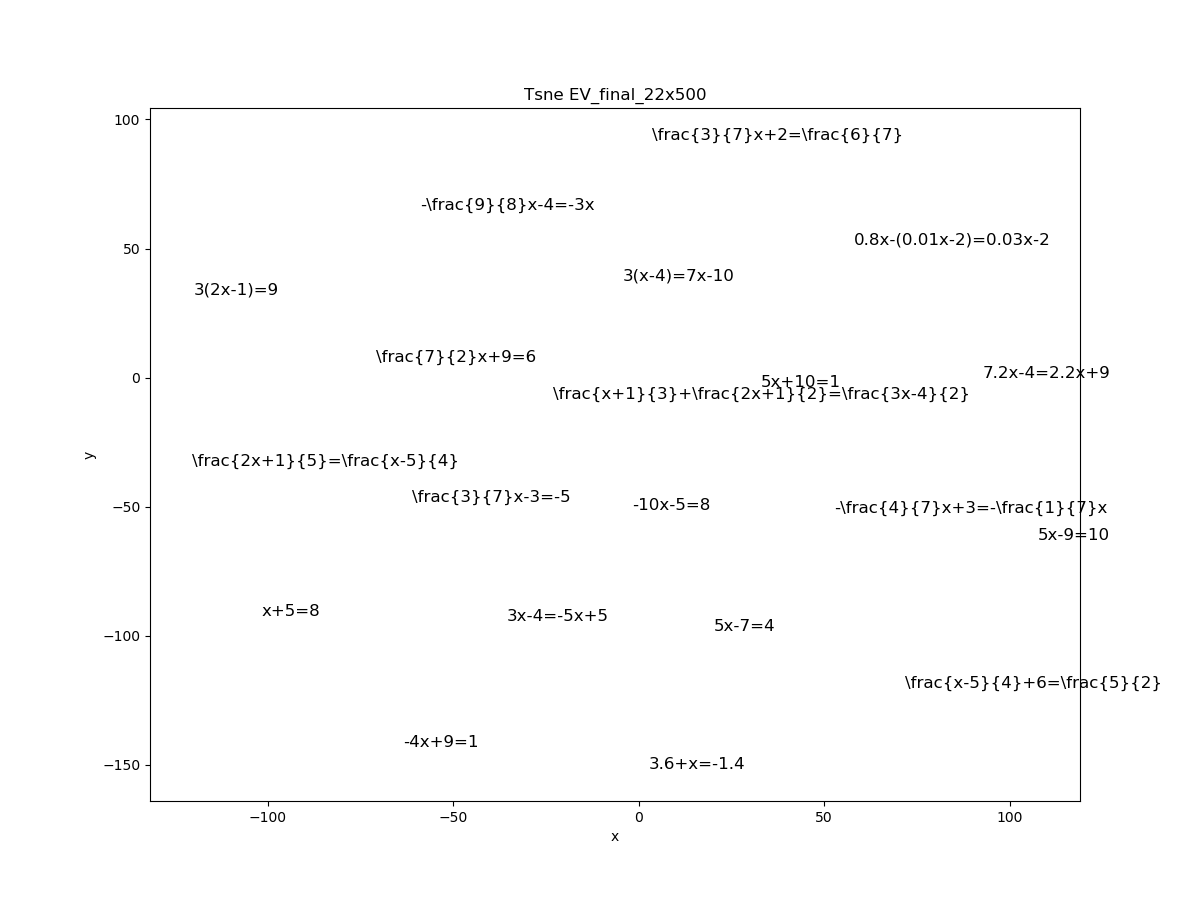 Tsne EV_final_22x500
100
\frac{3}{7}x+2=\frac{6}{7}
-\frac{9}{8}x-4=-3x
0.8x-(0.01x-2)=0.03x-2
50
3(x-4)=7x-10
3(2x-1)=9
\frac{7}{2}x+9=6
0
7.2x-4=2.2x+9
5x+10=1
\frac{x+1}{3}+\frac{2x+1}{2}=\frac{3x-4}{2}
y
\frac{2x+1}{5}=\frac{x-5}{4}
\frac{3}{7}x-3=-5
−50
-10x-5=8
-\frac{4}{7}x+3=-\frac{1}{7}x
5x-9=10
x+5=8
3x-4=-5x+5
5x-7=4
−100
\frac{x-5}{4}+6=\frac{5}{2}
-4x+9=1
−150
3.6+x=-1.4
−100 −50 0 50 100
x